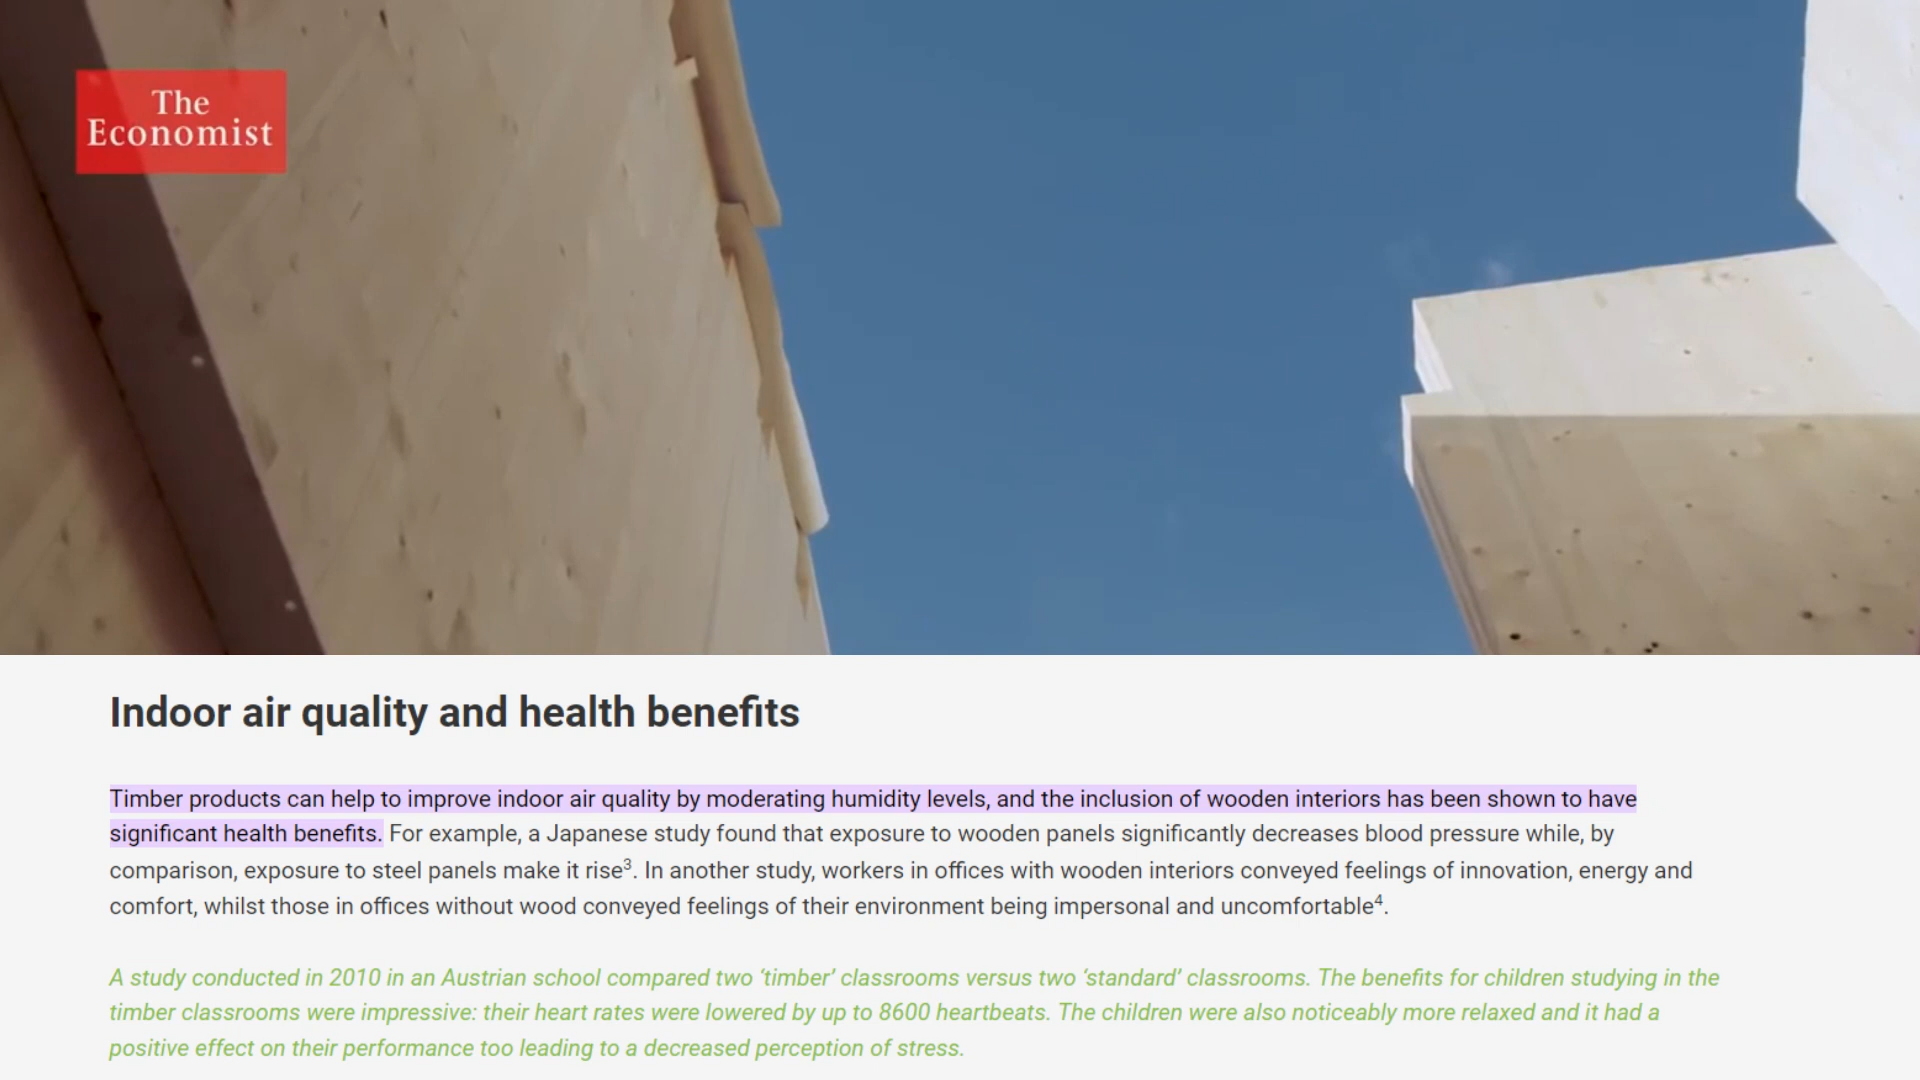 The
Economist
Indoor air quality and health benefits
Timber products can help to improve indoor air quality by moderating humidity levels, and the inclusion of wooden interiors has been shown to have
significant health benefits. For example, a Japanese study found that exposure to wooden panels significantly decreases blood pressure while, by
comparison, exposure to steel panels make it rise³. In another study, workers in offices with wooden interiors conveyed feelings of innovation, energy and
comfort, whilst those in offices without wood conveyed feelings of their environment being impersonal and uncomfortable⁴.
A study conducted in 2010 in an Austrian school compared two ‘timber’ classrooms versus two ‘standard’ classrooms. The benefits for children studying in the
timber classrooms were impressive: their heart rates were lowered by up to 8600 heartbeats. The children were also noticeably more relaxed and it had a
positive effect on their performance too leading to a decreased perception of stress.